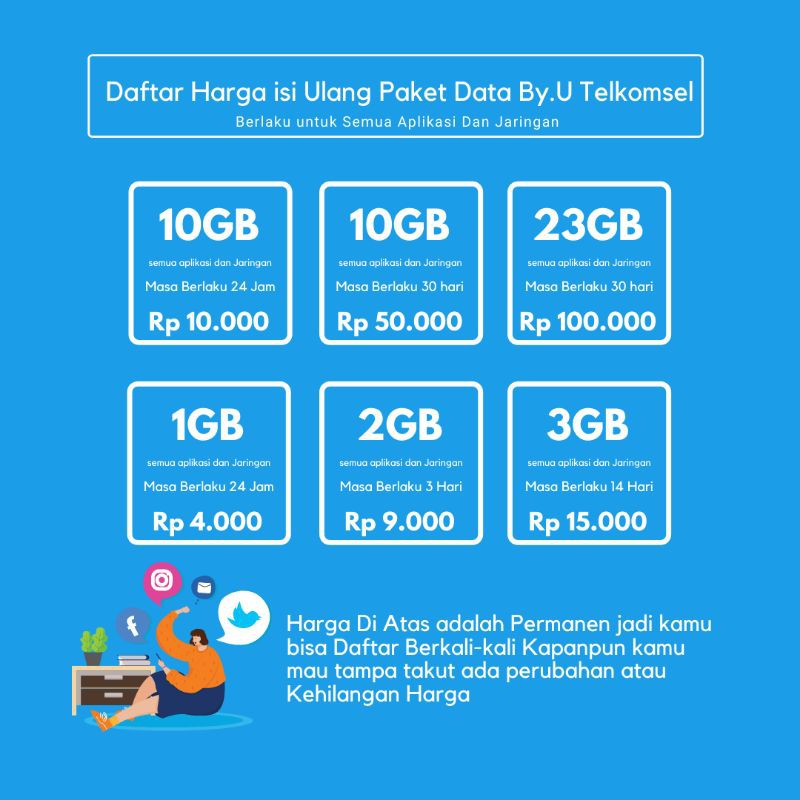 Daftar Harga isi Ulang Paket Data By.U Telkomsel
Berlaku untuk Semua Aplikasi Dan Jaringan
10GB
semua aplikasi dan Jaringan
Masa Berlaku 24 Jam
Rp 10.000
10GB
semua aplikasi dan Jaringan
Masa Berlaku 30 hari
Rp 50.000
23GB
semua aplikasi dan Jaringan
Masa Berlaku 30 hari
Rp 100.000
1GB
semua aplikasi dan Jaringan
Masa Berlaku 24 Jam
Rp 4.000
2GB
semua aplikasi dan Jaringan
Masa Berlaku 3 Hari
Rp 9.000
3GB
semua aplikasi dan Jaringan
Masa Berlaku 14 Hari
Rp 15.000
Harga Di Atas adalah Permanen jadi kamu
bisa Daftar Berkali-kali Kapanpun kamu
mau tampa takut ada perubahan atau
Kehilangan Harga